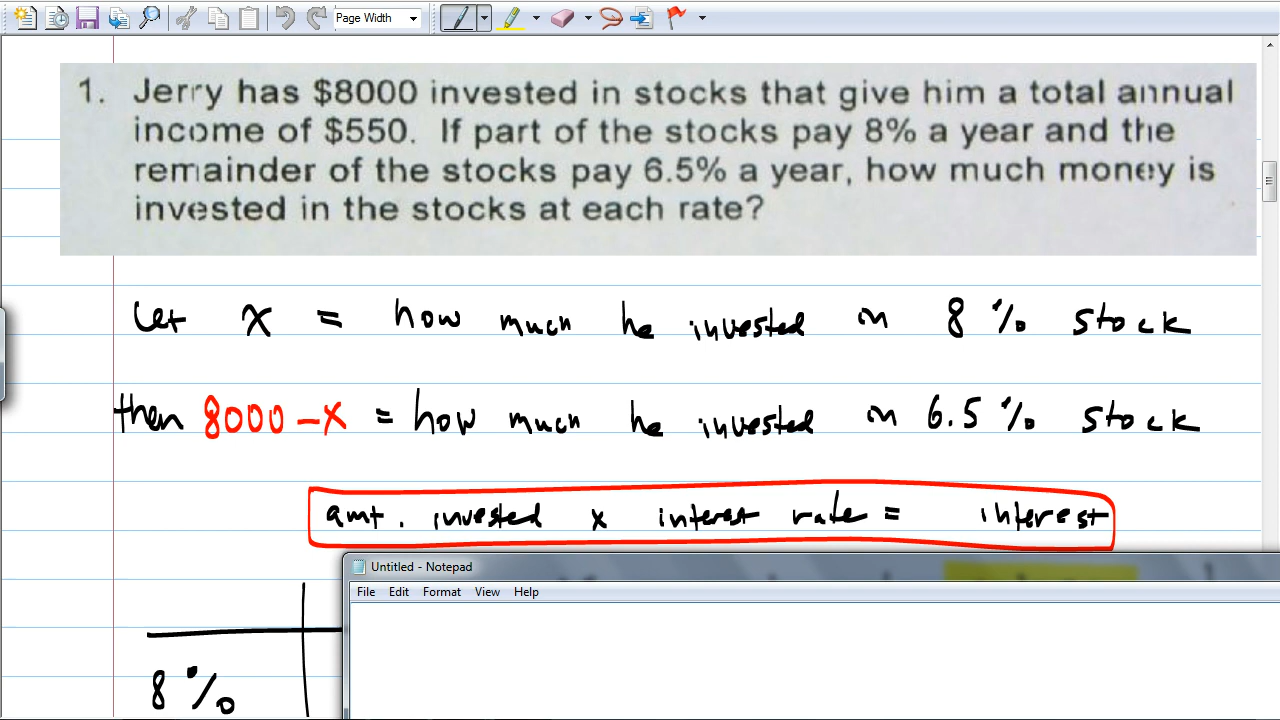 Page Width
1. Jerry has $8000 invested in stocks that give him a total annual
income of $550. If part of the stocks pay 8% a year and the
remainder of the stocks pay 6.5% a year, how much money is
invested in the stocks at each rate?
Let x = how much he invested in 8% stock
then 8000-x = how much he invested in 6.5% stock
amt. invested x interest rate = interest
Untitled - Notepad
File Edit Format View Help
8%